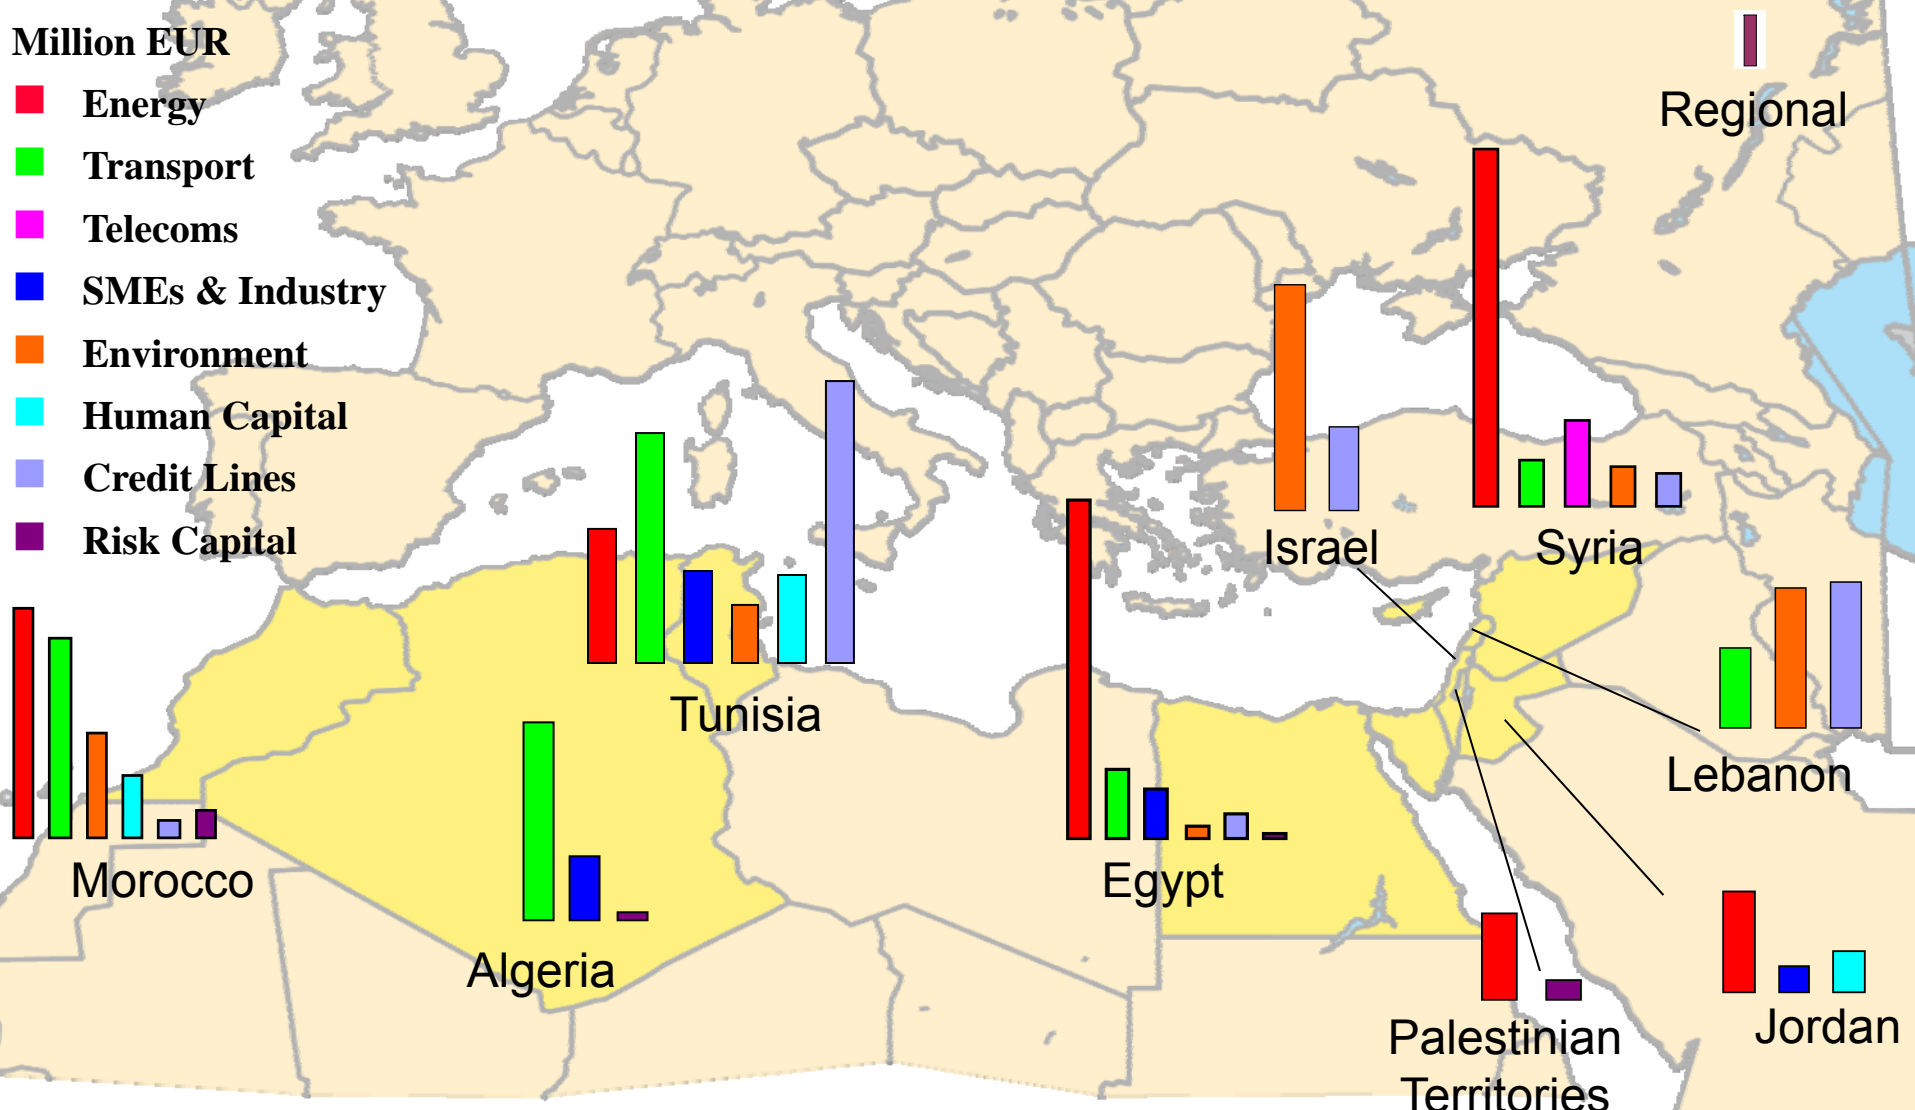 Million EUR
Energy
Transport
Telecoms
SMEs & Industry
Environment
Human Capital
Credit Lines
Risk Capital
Regional
Israel
Syria
Tunisia
Lebanon
Morocco
Egypt
Algeria
Jordan
Palestinian
Territories